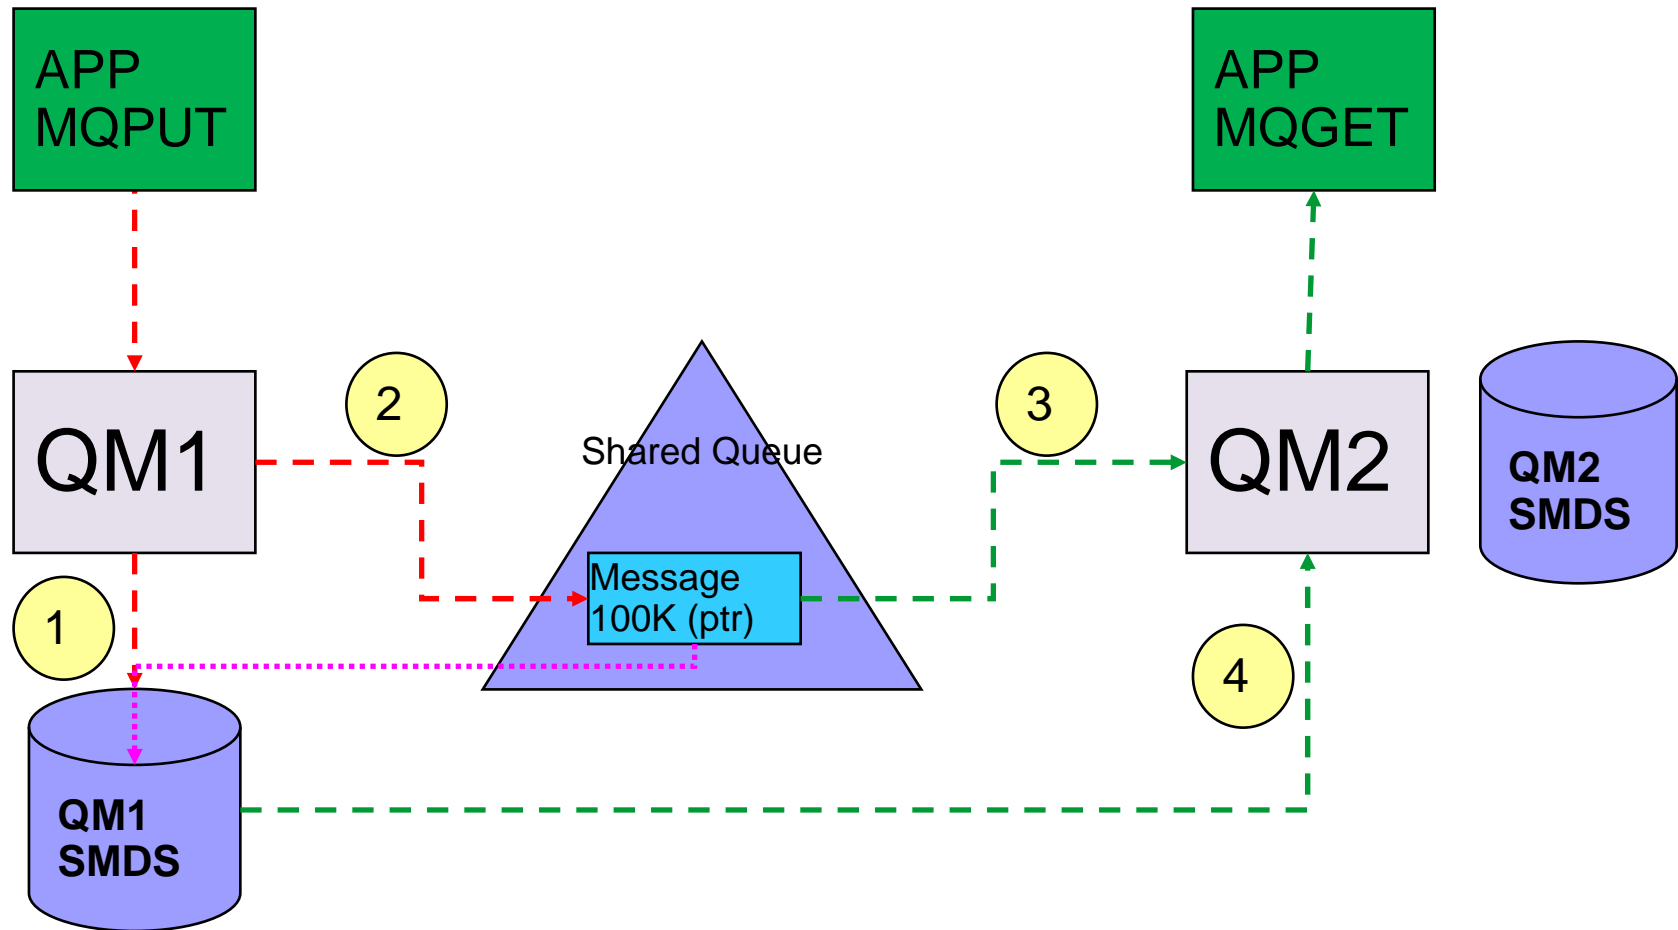 APP
MQPUT
APP
MQGET
QM1
2
Shared Queue
3
QM2
QM2
SMDS
Message
100K (ptr)
1
4
QM1
SMDS